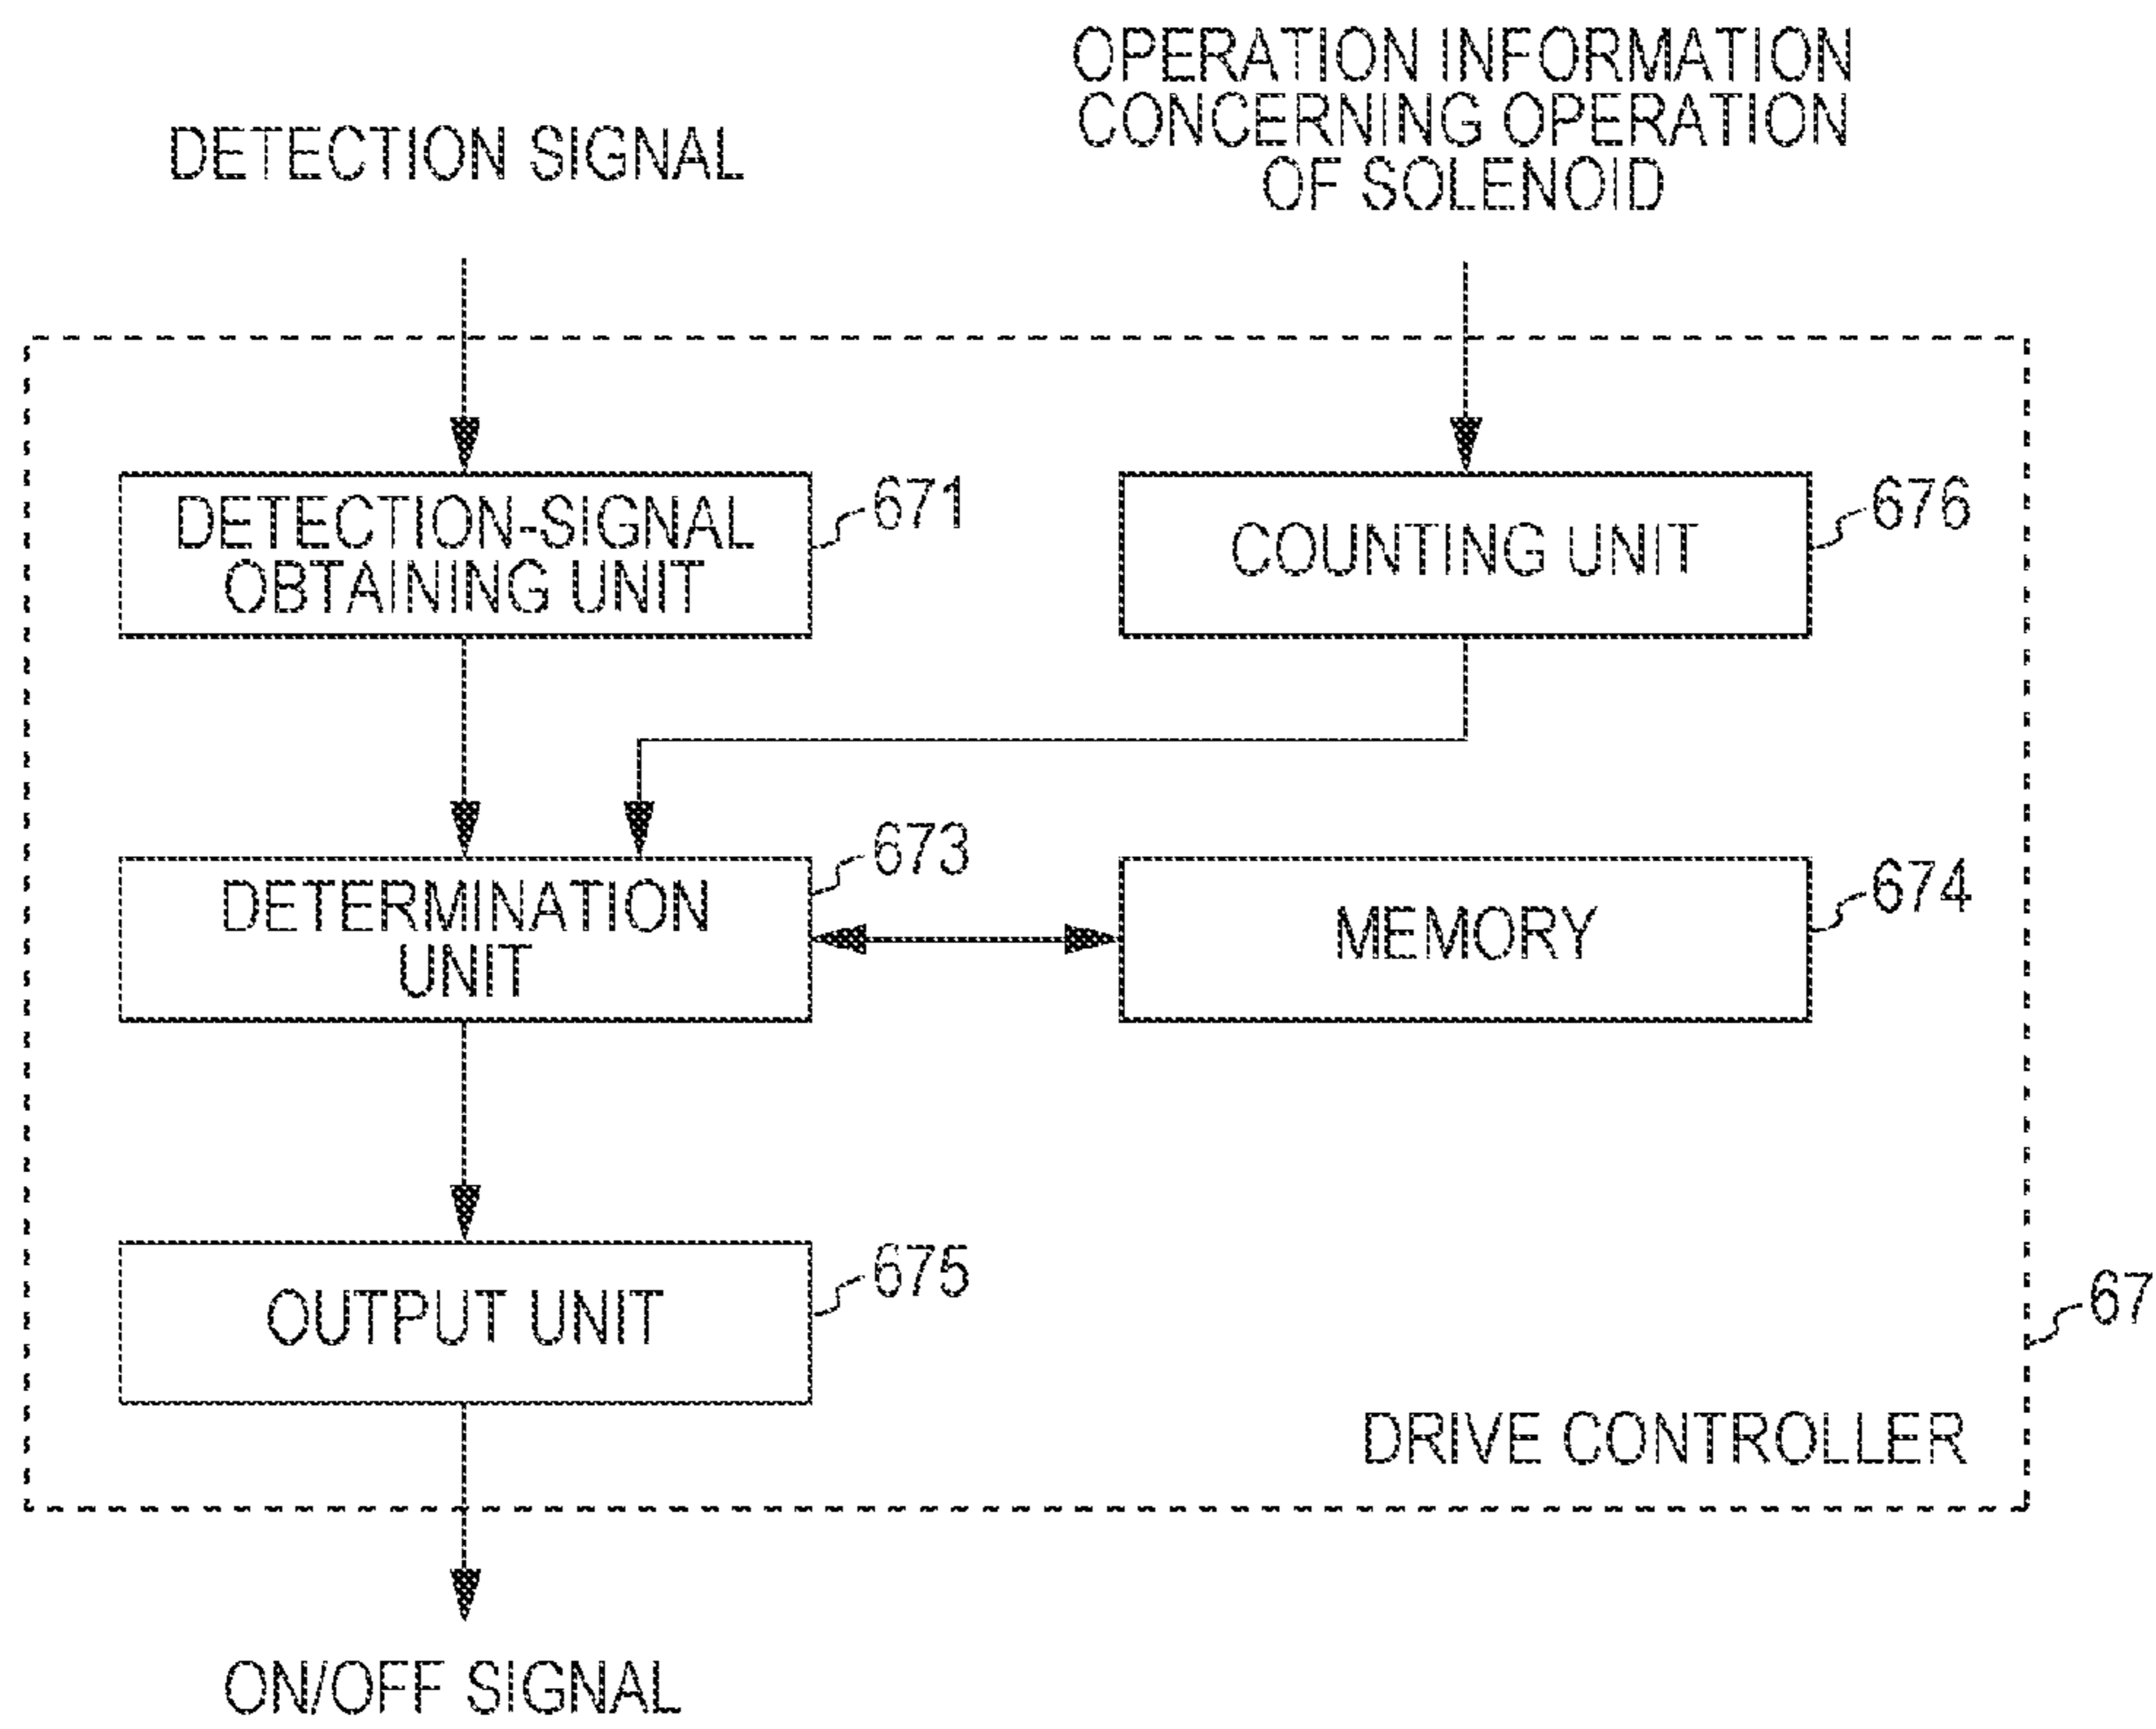 DETECTION SIGNAL
OPERATION INFORMATION
CONCERNING OPERATION
OF SOLENOID
DETECTION-SIGNAL
OBTAINING UNIT
671
COUNTING UNIT
676
DETERMINATION
UNIT
673
MEMORY
674
OUTPUT UNIT
675
67
DRIVE CONTROLLER
ON/OFF SIGNAL